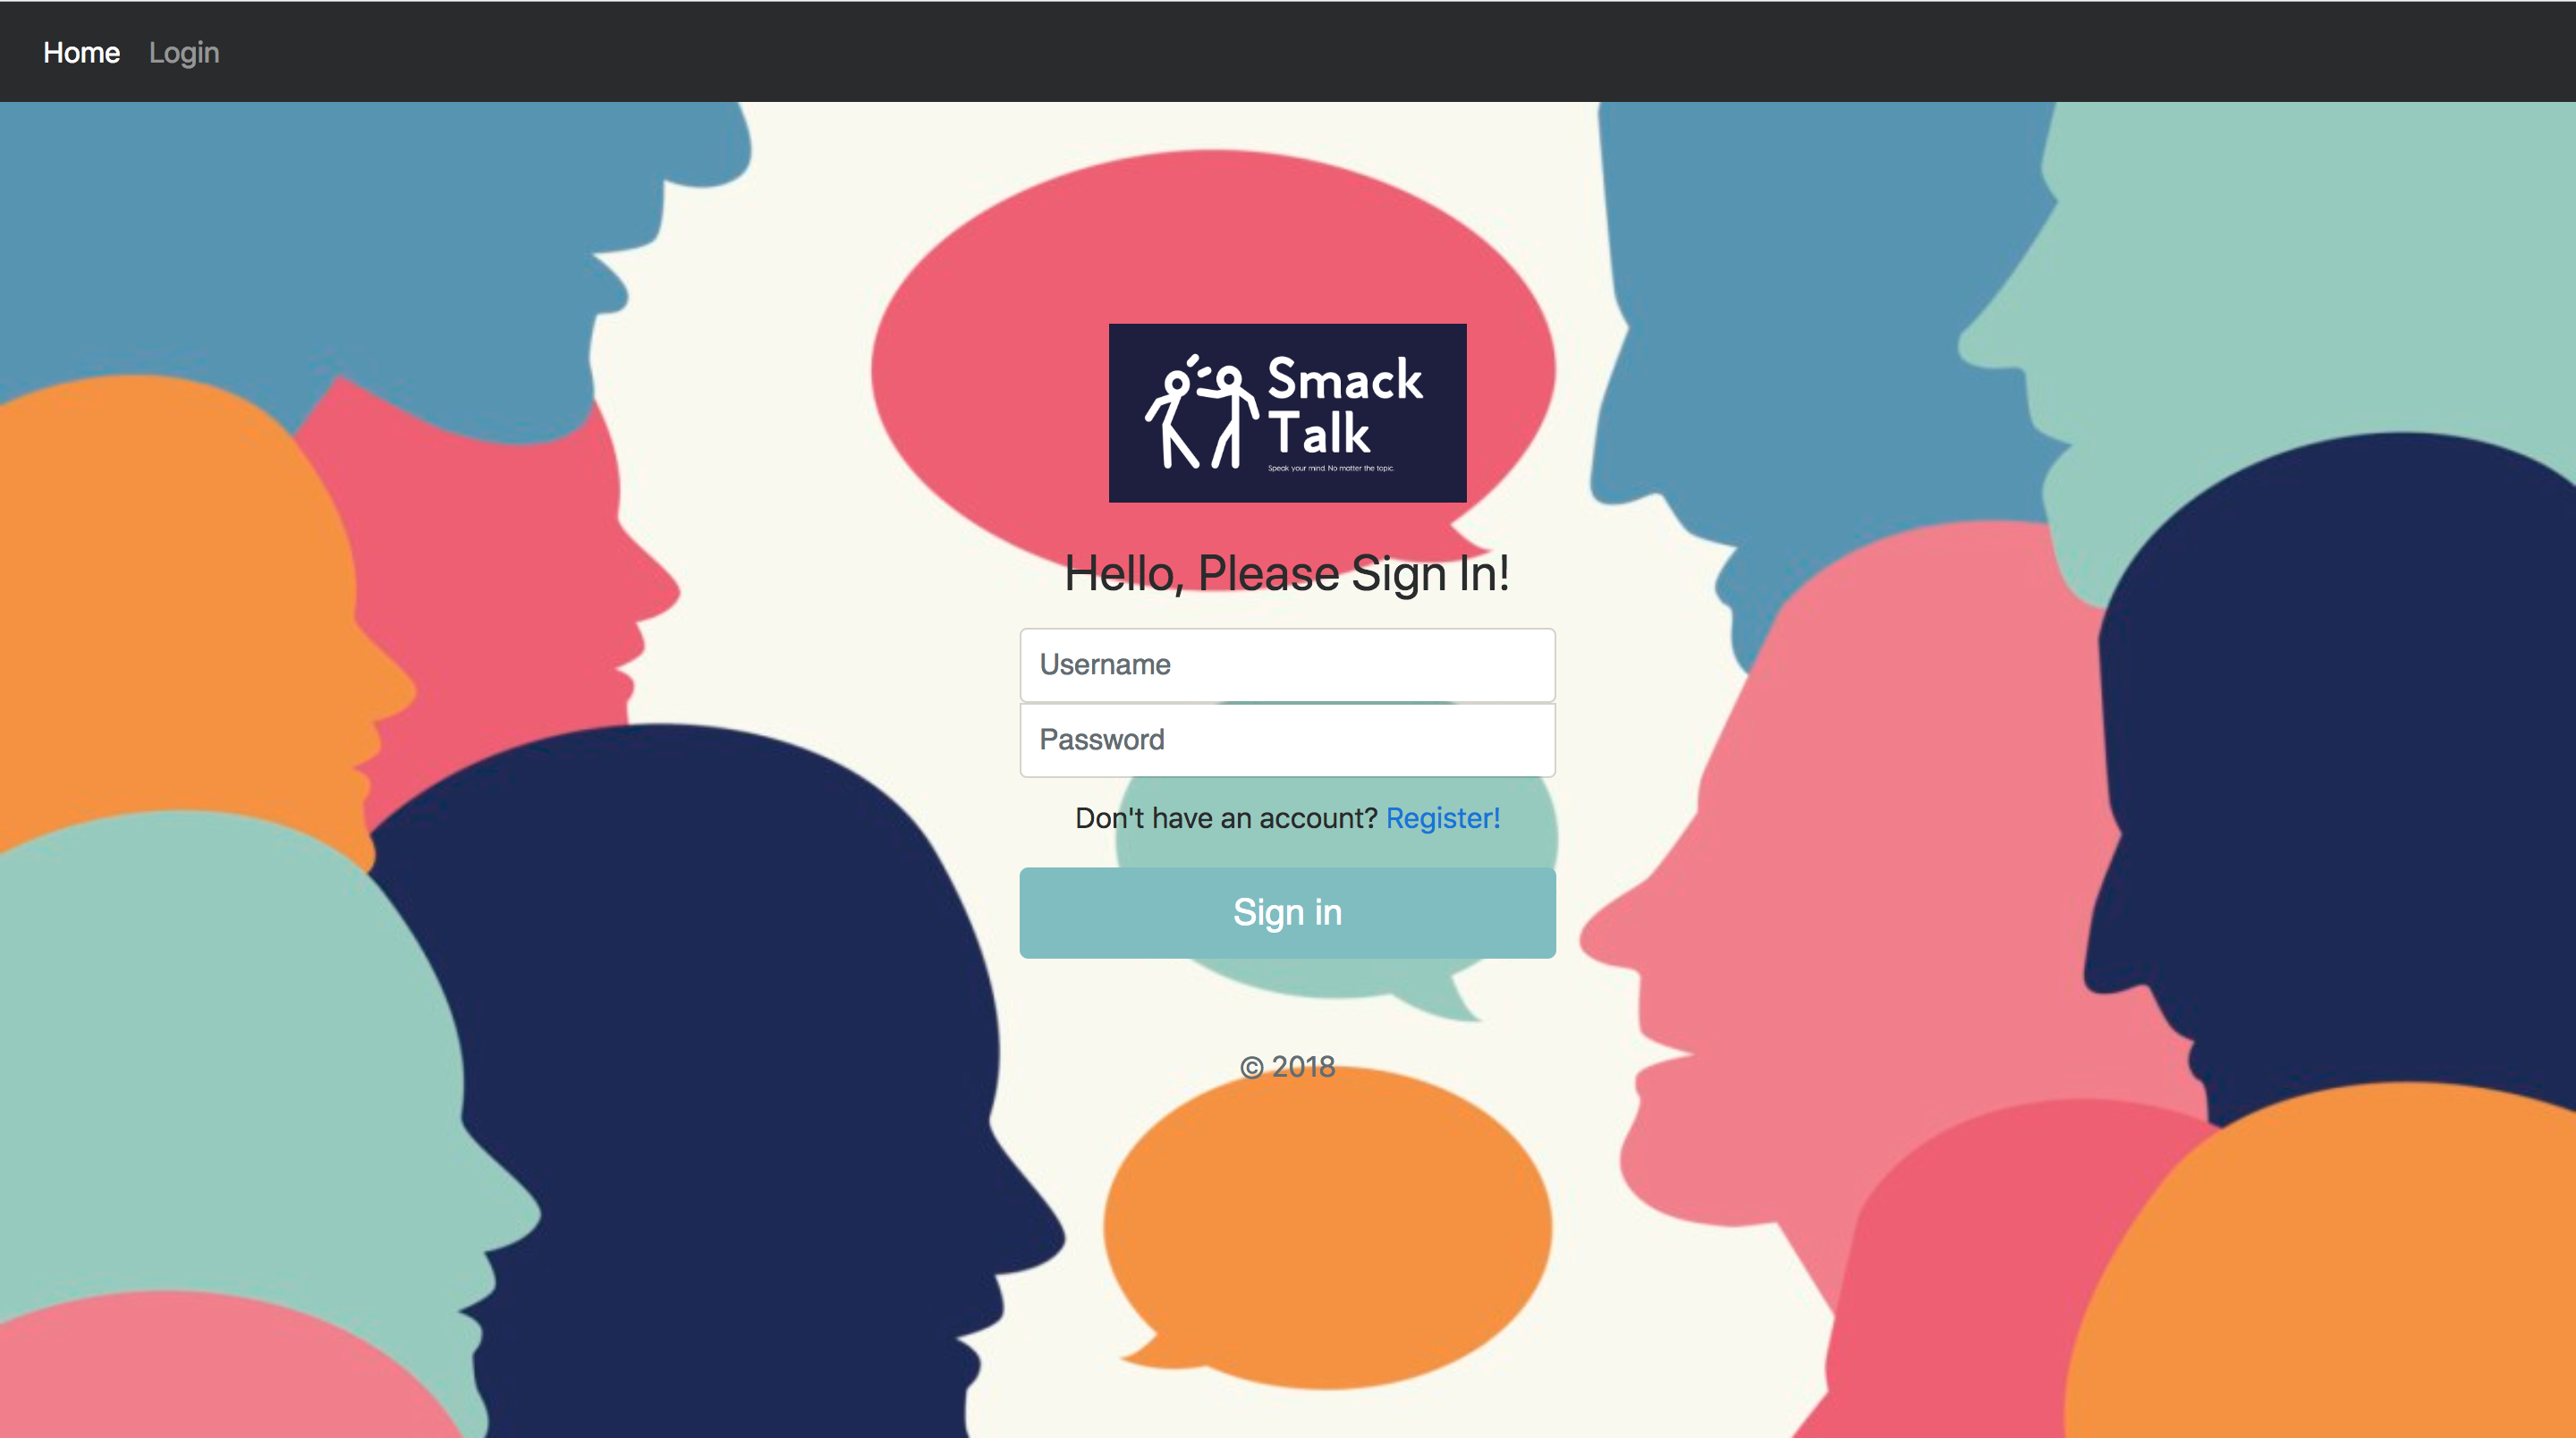 Home Login
Smack
Talk
Speak your mind. No matter the topic.
Hello, Please Sign In!
Username
Password
Don't have an account? Register!
Sign in
© 2018